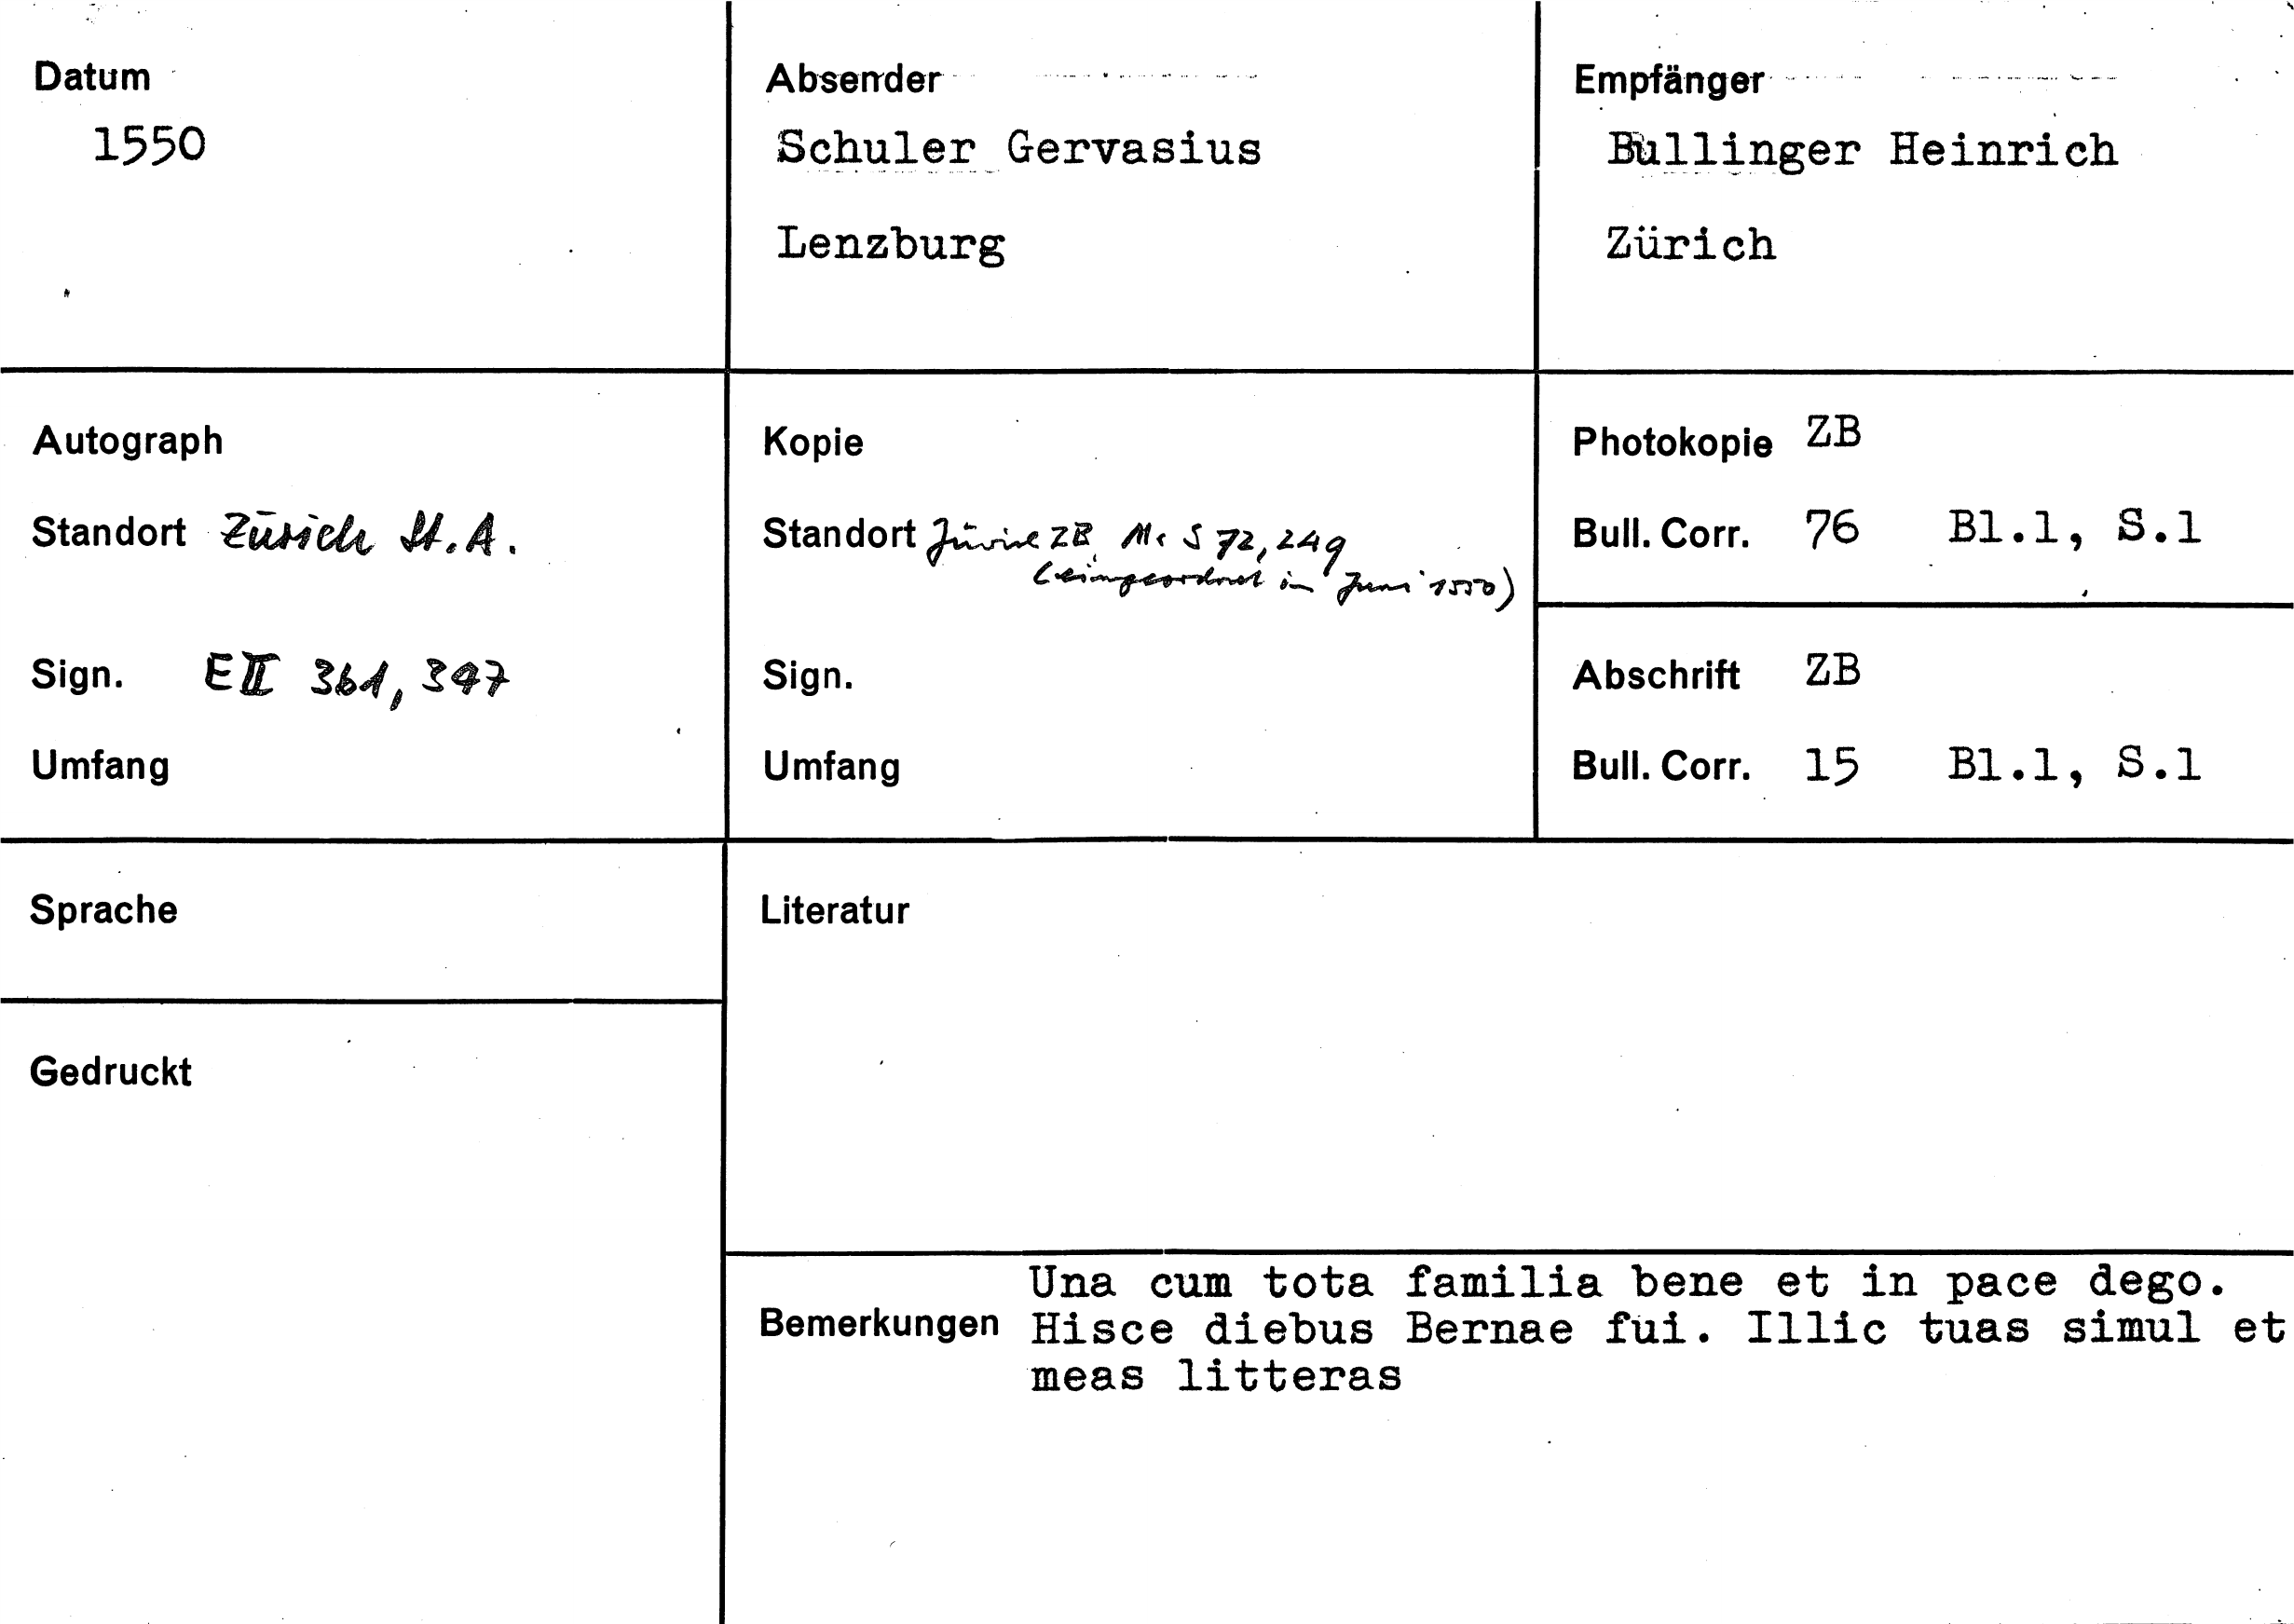 Datum
1550
Absender
Schuler Gervasius
Lenzburg
Empfänger
Bullinger Heinrich
Zürich
Autograph
Standort Zürich St.A.
Sign. EII 361, 347
Umfang
Kopie
Standort Zürich ZB Ms S 72, 249
(eingeordnet in Juni 1550)
Sign.
Umfang
Photokopie ZB
Bull. Corr. 76 Bl.1, S.1
Abschrift ZB
Bull. Corr. 15 Bl.1, S.1
Sprache
Gedruckt
Literatur
Bemerkungen
Una cum tota familia bene et in pace dego.
Hisce diebus Bernae fui. Illic tuas simul et
meas litteras